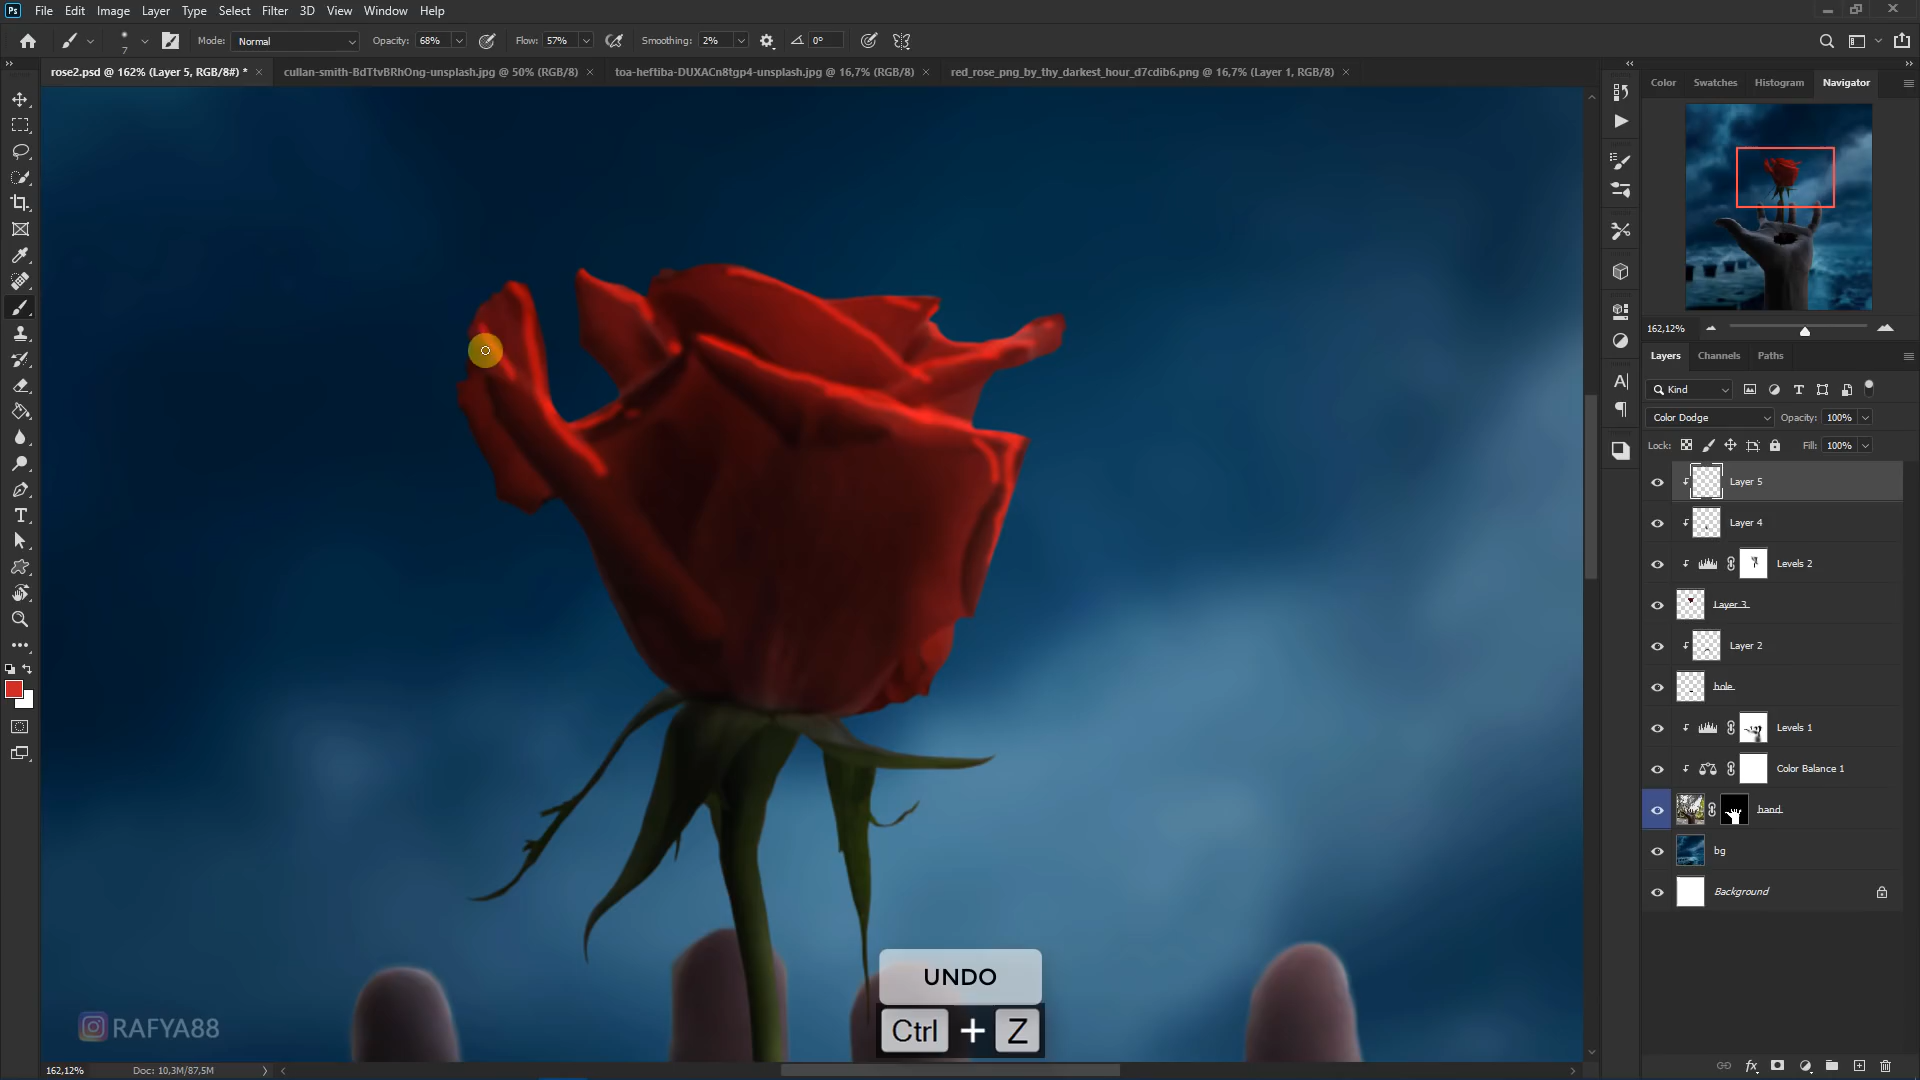 Ps File Edit Image Layer Type Select Filter 3D View Window Help
7 Mode: Normal Opacity: 68% Flow: 57% Smoothing: 2% 0°
rose2.psd @ 162% (Layer 5, RGB/8#) * × cullan-smith-BdTtvBRhOng-unsplash.jpg @ 50% (RGB/8) × toa-heftiba-DUXACn8tgp4-unsplash.jpg @ 16,7% (RGB/8) × red_rose_png_by_thy_darkest_hour_d7cdib6.png @ 16,7% (Layer 1, RGB/8) ×
Color Swatches Histogram Navigator
162,12%
Layers Channels Paths
Kind
Color Dodge Opacity: 100%
Lock: Fill: 100%
Layer 5
Layer 4
Levels 2
Layer 3
Layer 2
hole
Levels 1
Color Balance 1
hand
bg
Background
UNDO
Ctrl + Z
RAFYA88
162,12% Doc: 10,3M/87,5M